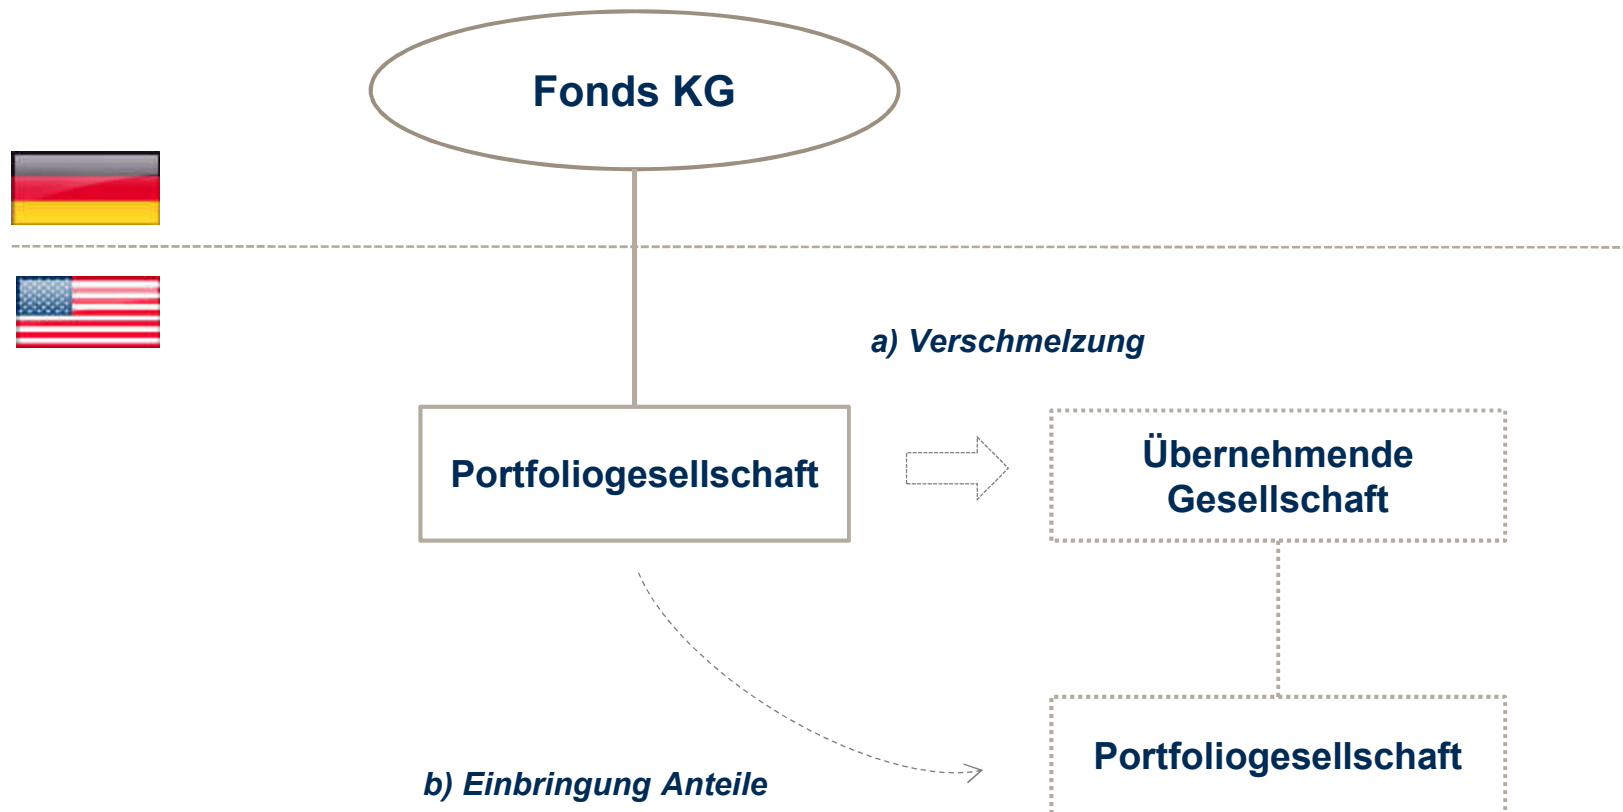 Fonds KG
a) Verschmelzung
Portfoliogesellschaft
Übernehmende
Gesellschaft
Portfoliogesellschaft
b) Einbringung Anteile